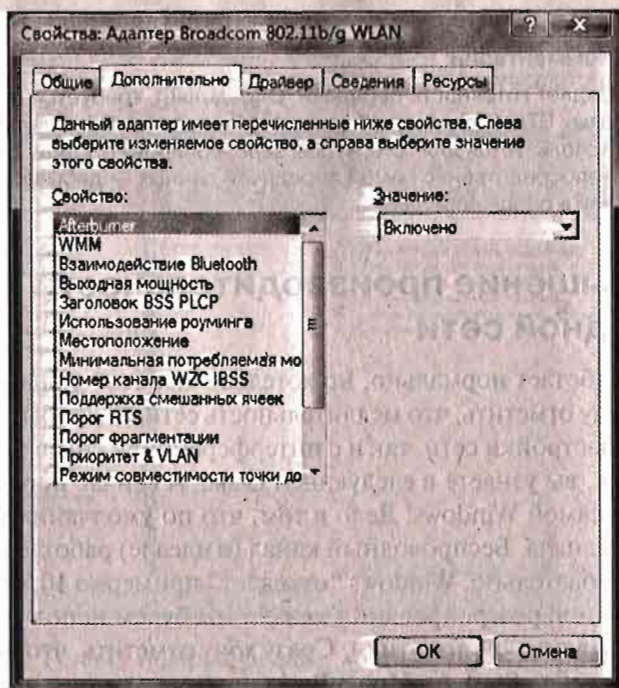 Свойства: Адаптер Broadcom 802.11b/g WLAN
Общие Дополнительно Драйвер Сведения Ресурсы
Данный адаптер имеет перечисленные ниже свойства. Слева
выберите изменяемое свойство, а справа выберите значение
этого свойства.
Свойство:
Значение:
Afterburner
Включено
WMM
Взаимодействие Bluetooth
Выходная мощность
Заголовок BSS PLCP
Использование роуминга
Местоположение
Минимальная потребляемая мо
Номер канала WZC IBSS
Поддержка смешанных ячеек
Порог RTS
Порог фрагментации
Приоритет & VLAN
Режим совместимости точки до
OK Отмена